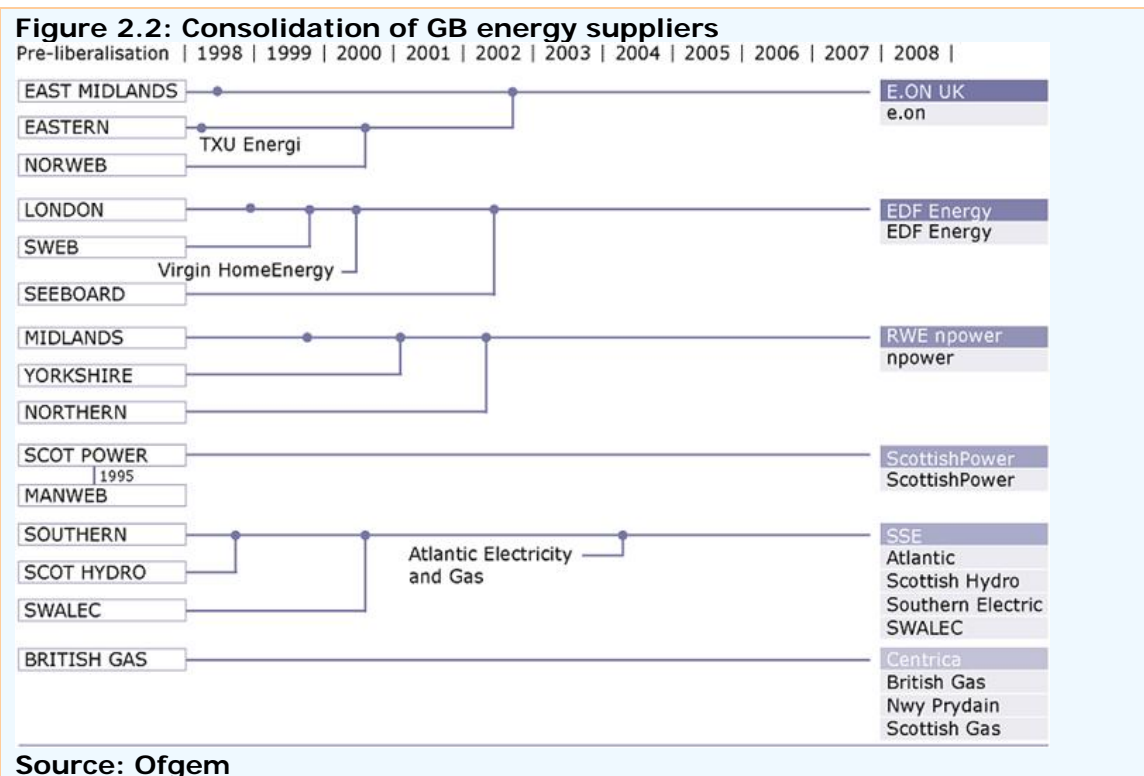 Figure 2.2: Consolidation of GB energy suppliers
Pre-liberalisation | 1998 | 1999 | 2000 | 2001 | 2002 | 2003 | 2004 | 2005 | 2006 | 2007 | 2008 |
EAST MIDLANDS
E.ON UK
e.on
EASTERN
TXU Energi
NORWEB
LONDON
EDF Energy
EDF Energy
SWEB
Virgin HomeEnergy
SEEBOARD
MIDLANDS
RWE npower
npower
YORKSHIRE
NORTHERN
SCOT POWER
ScottishPower
ScottishPower
1995
MANWEB
SOUTHERN
SSE
Atlantic Electricity
and Gas
Atlantic
Scottish Hydro
Southern Electric
SWALEC
SCOT HYDRO
SWALEC
BRITISH GAS
Centrica
British Gas
Nwy Prydain
Scottish Gas
Source: Ofgem